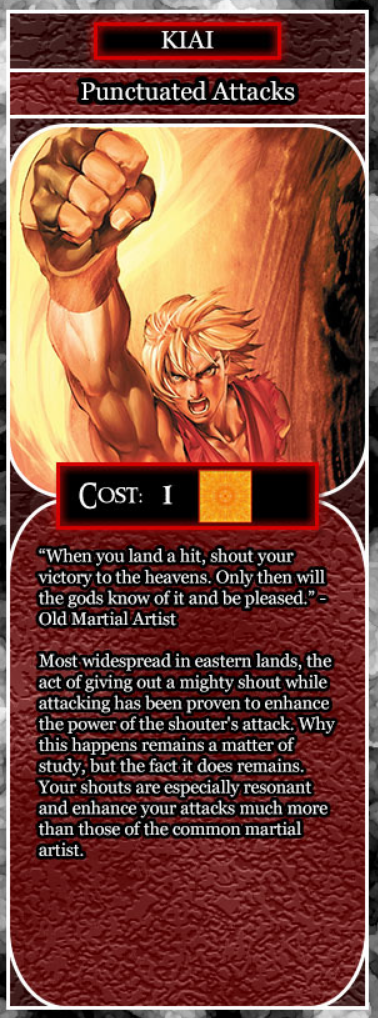 KIAI
Punctuated Attacks
COST: 1
“When you land a hit, shout your
victory to the heavens. Only then will
the gods know of it and be pleased.” -
Old Martial Artist
Most widespread in eastern lands, the
act of giving out a mighty shout while
attacking has been proven to enhance
the power of the shouter's attack. Why
this happens remains a matter of
study, but the fact it does remains.
Your shouts are especially resonant
and enhance your attacks much more
than those of the common martial
artist.